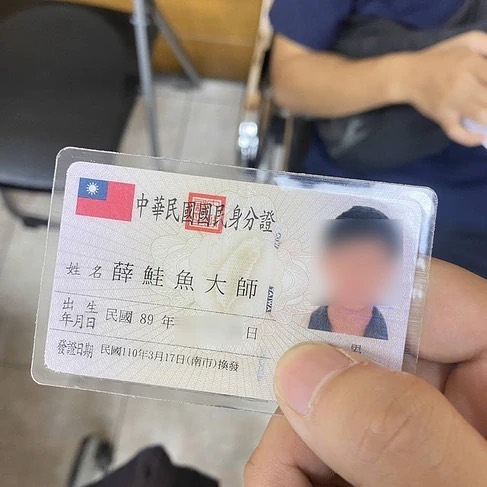 中華民國國民身分證
姓名 薛鮭魚大師
出生年月日 民國 89 年 日
發證日期 民國110年3月17日(南市)換發